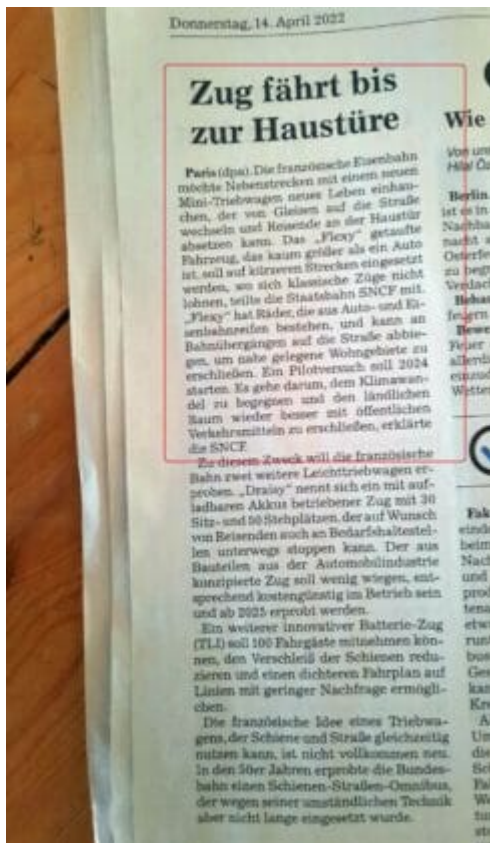 Donnerstag, 14. April 2022
Zug fährt bis
zur Haustüre
Paris (dpa). Die französische Eisenbahn
möchte Nebenstrecken mit einem neuen
Mini-Triebwagen neues Leben einhau-
chen, der von Gleisen auf die Straße
wechseln und Reisende an der Haustür
absetzen kann. Das „Flexy“ getaufte
Fahrzeug, das kaum größer als ein Auto
ist, soll auf kürzeren Strecken eingesetzt
werden, wo sich klassische Züge nicht
lohnen, teilte die Staatsbahn SNCF mit.
„Flexy“ hat Räder, die aus Auto- und Ei-
senbahnreifen bestehen, und kann an
Bahnübergängen auf die Straße abbie-
gen, um nahe gelegene Wohngebiete zu
erschließen. Ein Pilotversuch soll 2024
starten. Es gehe darum, dem Klimawan-
del zu begegnen und den ländlichen
Raum wieder besser mit öffentlichen
Verkehrsmitteln zu erschließen, erklärte
die SNCF.
Zu diesem Zweck will die französische
Bahn zwei weitere Leichttriebwagen er-
proben. „Draisy“ nennt sich ein mit auf-
ladbaren Akkus betriebener Zug mit 30
Sitz- und 50 Stehplätzen, der auf Wunsch
von Reisenden auch an Bedarfshaltestel-
len unterwegs stoppen kann. Der aus
Bauteilen aus der Automobilindustrie
konzipierte Zug soll wenig wiegen, ent-
sprechend kostengünstig im Betrieb sein
und ab 2025 erprobt werden.
Ein weiterer innovativer Batterie-Zug
(TLI) soll 100 Fahrgäste mitnehmen kön-
nen, den Verschleiß der Schienen redu-
zieren und einen dichteren Fahrplan auf
Linien mit geringer Nachfrage ermögli-
chen.
Die französische Idee eines Triebwa-
gens, der Schiene und Straße gleichzeitig
nutzen kann, ist nicht vollkommen neu.
In den 50er Jahren erprobte die Bundes-
bahn einen Schienen-Straßen-Omnibus,
der wegen seiner umständlichen Technik
aber nicht lange eingesetzt wurde.
Wie
Von
Berlin.